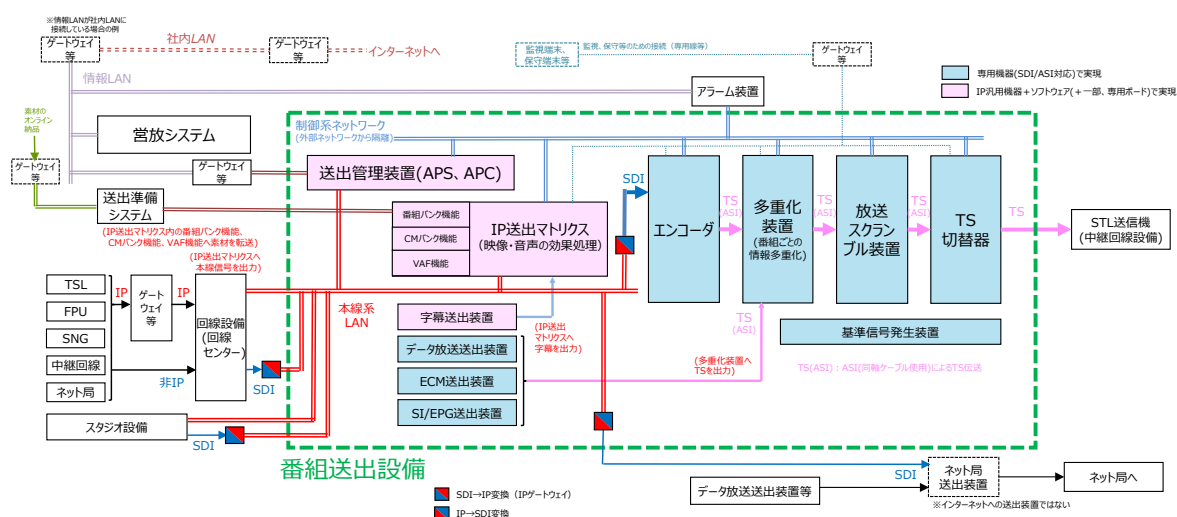 ※情報LANが社内LANに
接続している場合の例
ゲートウェイ
等
社内LAN
ゲートウェイ
等
インターネットへ
監視端末、
保守端末等
監視、保守等のための接続（専用線等）
ゲートウェイ
等
専用機器(SDI/ASI対応)で実現
IP汎用機器＋ソフトウェア(＋一部、専用ボード)で実現
情報LAN
アラーム装置
素材の
オンライン
納品
営放システム
制御系ネットワーク
(外部ネットワークから隔離)
ゲートウェイ
等
ゲートウェイ
等
送出管理装置(APS、APC)
送出準備
システム
(IP送出マトリクス内の番組バンク機能、
CMバンク機能、VAF機能へ素材を転送)
番組バンク機能
CMバンク機能
VAF機能
IP送出マトリクス
(映像・音声の効果処理)
SDI
エンコーダ
TS
(ASI)
多重化
装置
(番組ごとの
情報多重化)
TS
(ASI)
放送
スクラン
ブル装置
TS
(ASI)
TS
切替器
TS
STL送信機
(中継回線設備)
(IP送出マトリクスへ
本線信号を出力)
TSL
FPU
SNG
中継回線
ネット局
IP
ゲート
ウェイ
等
IP
非IP
回線設備
(回線
センター)
SDI
本線系
LAN
字幕送出装置
(IP送出
マトリクスへ
字幕を出力)
データ放送送出装置
ECM送出装置
SI/EPG送出装置
TS
(ASI)
(多重化装置へ
TSを出力)
基準信号発生装置
TS(ASI)：ASI(同軸ケーブル使用)によるTS伝送
スタジオ設備
SDI
番組送出設備
SDI→IP変換（IPゲートウェイ）
IP→SDI変換
SDI
データ放送送出装置等
ネット局
送出装置
※インターネットへの送出装置ではない
ネット局へ